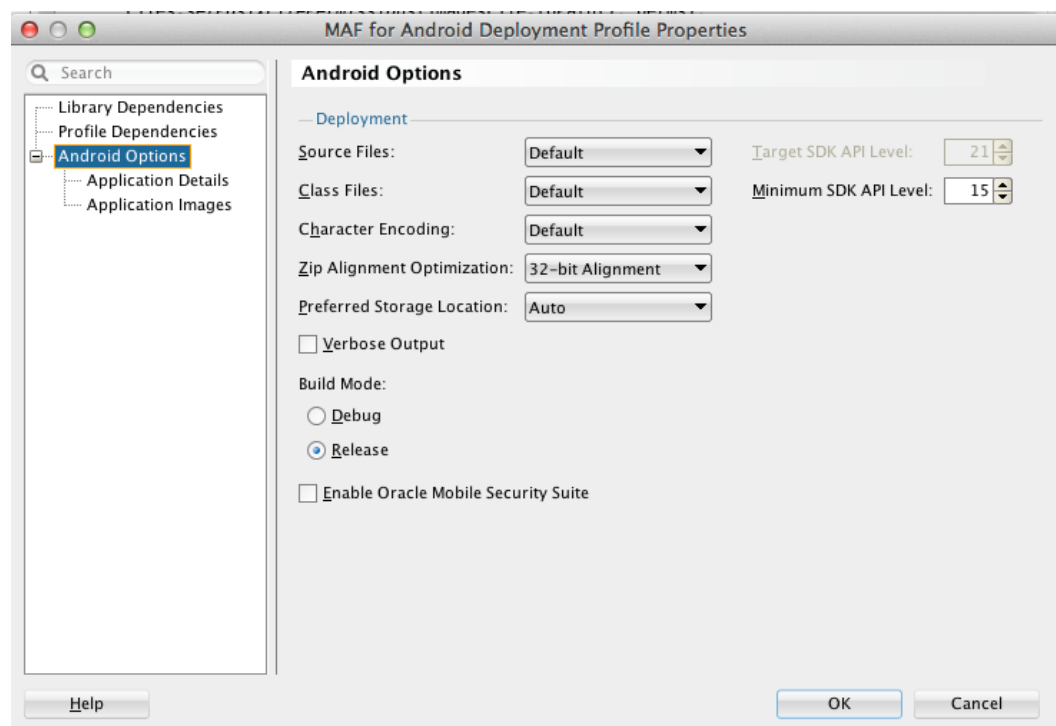 MAF for Android Deployment Profile Properties
Search
Library Dependencies
Profile Dependencies
Android Options
Application Details
Application Images
Android Options
Deployment
Source Files: Default Target SDK API Level: 21
Class Files: Default Minimum SDK API Level: 15
Character Encoding: Default
Zip Alignment Optimization: 32-bit Alignment
Preferred Storage Location: Auto
Verbose Output
Build Mode:
Debug
Release
Enable Oracle Mobile Security Suite
Help OK Cancel